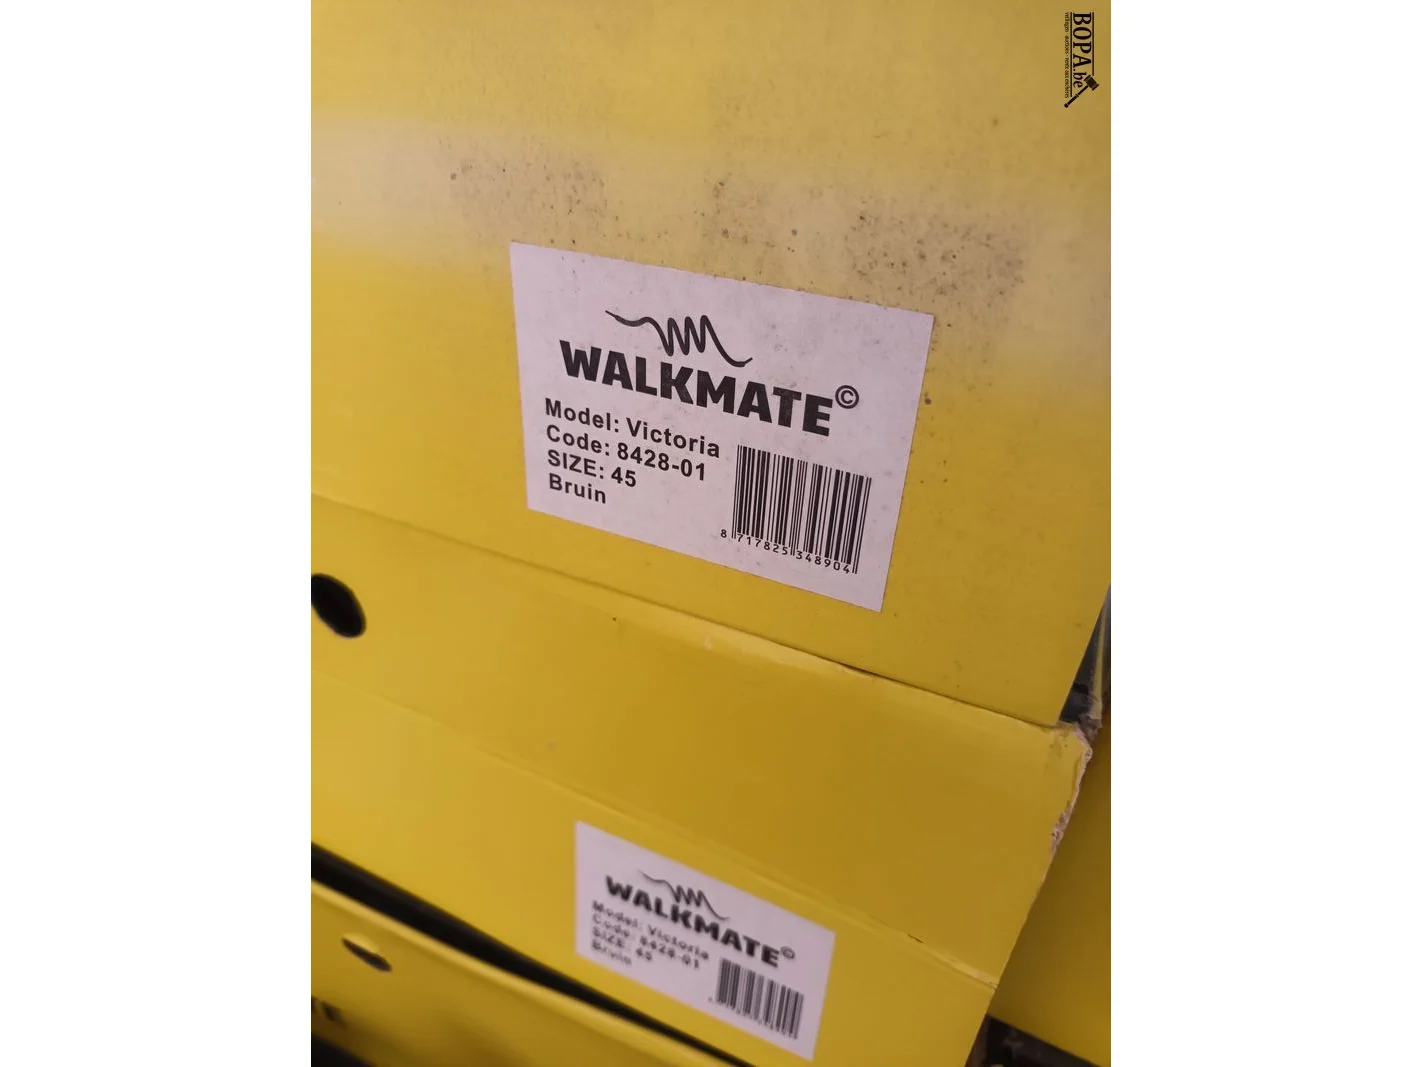 BOPA.be
WALKMATE©
Model: Victoria
Code: 8428-01
SIZE: 45
Bruin
8 717825 348904
WALKMATE©
Model: Victoria
Code: 8428-01
SIZE: 45
Bruin